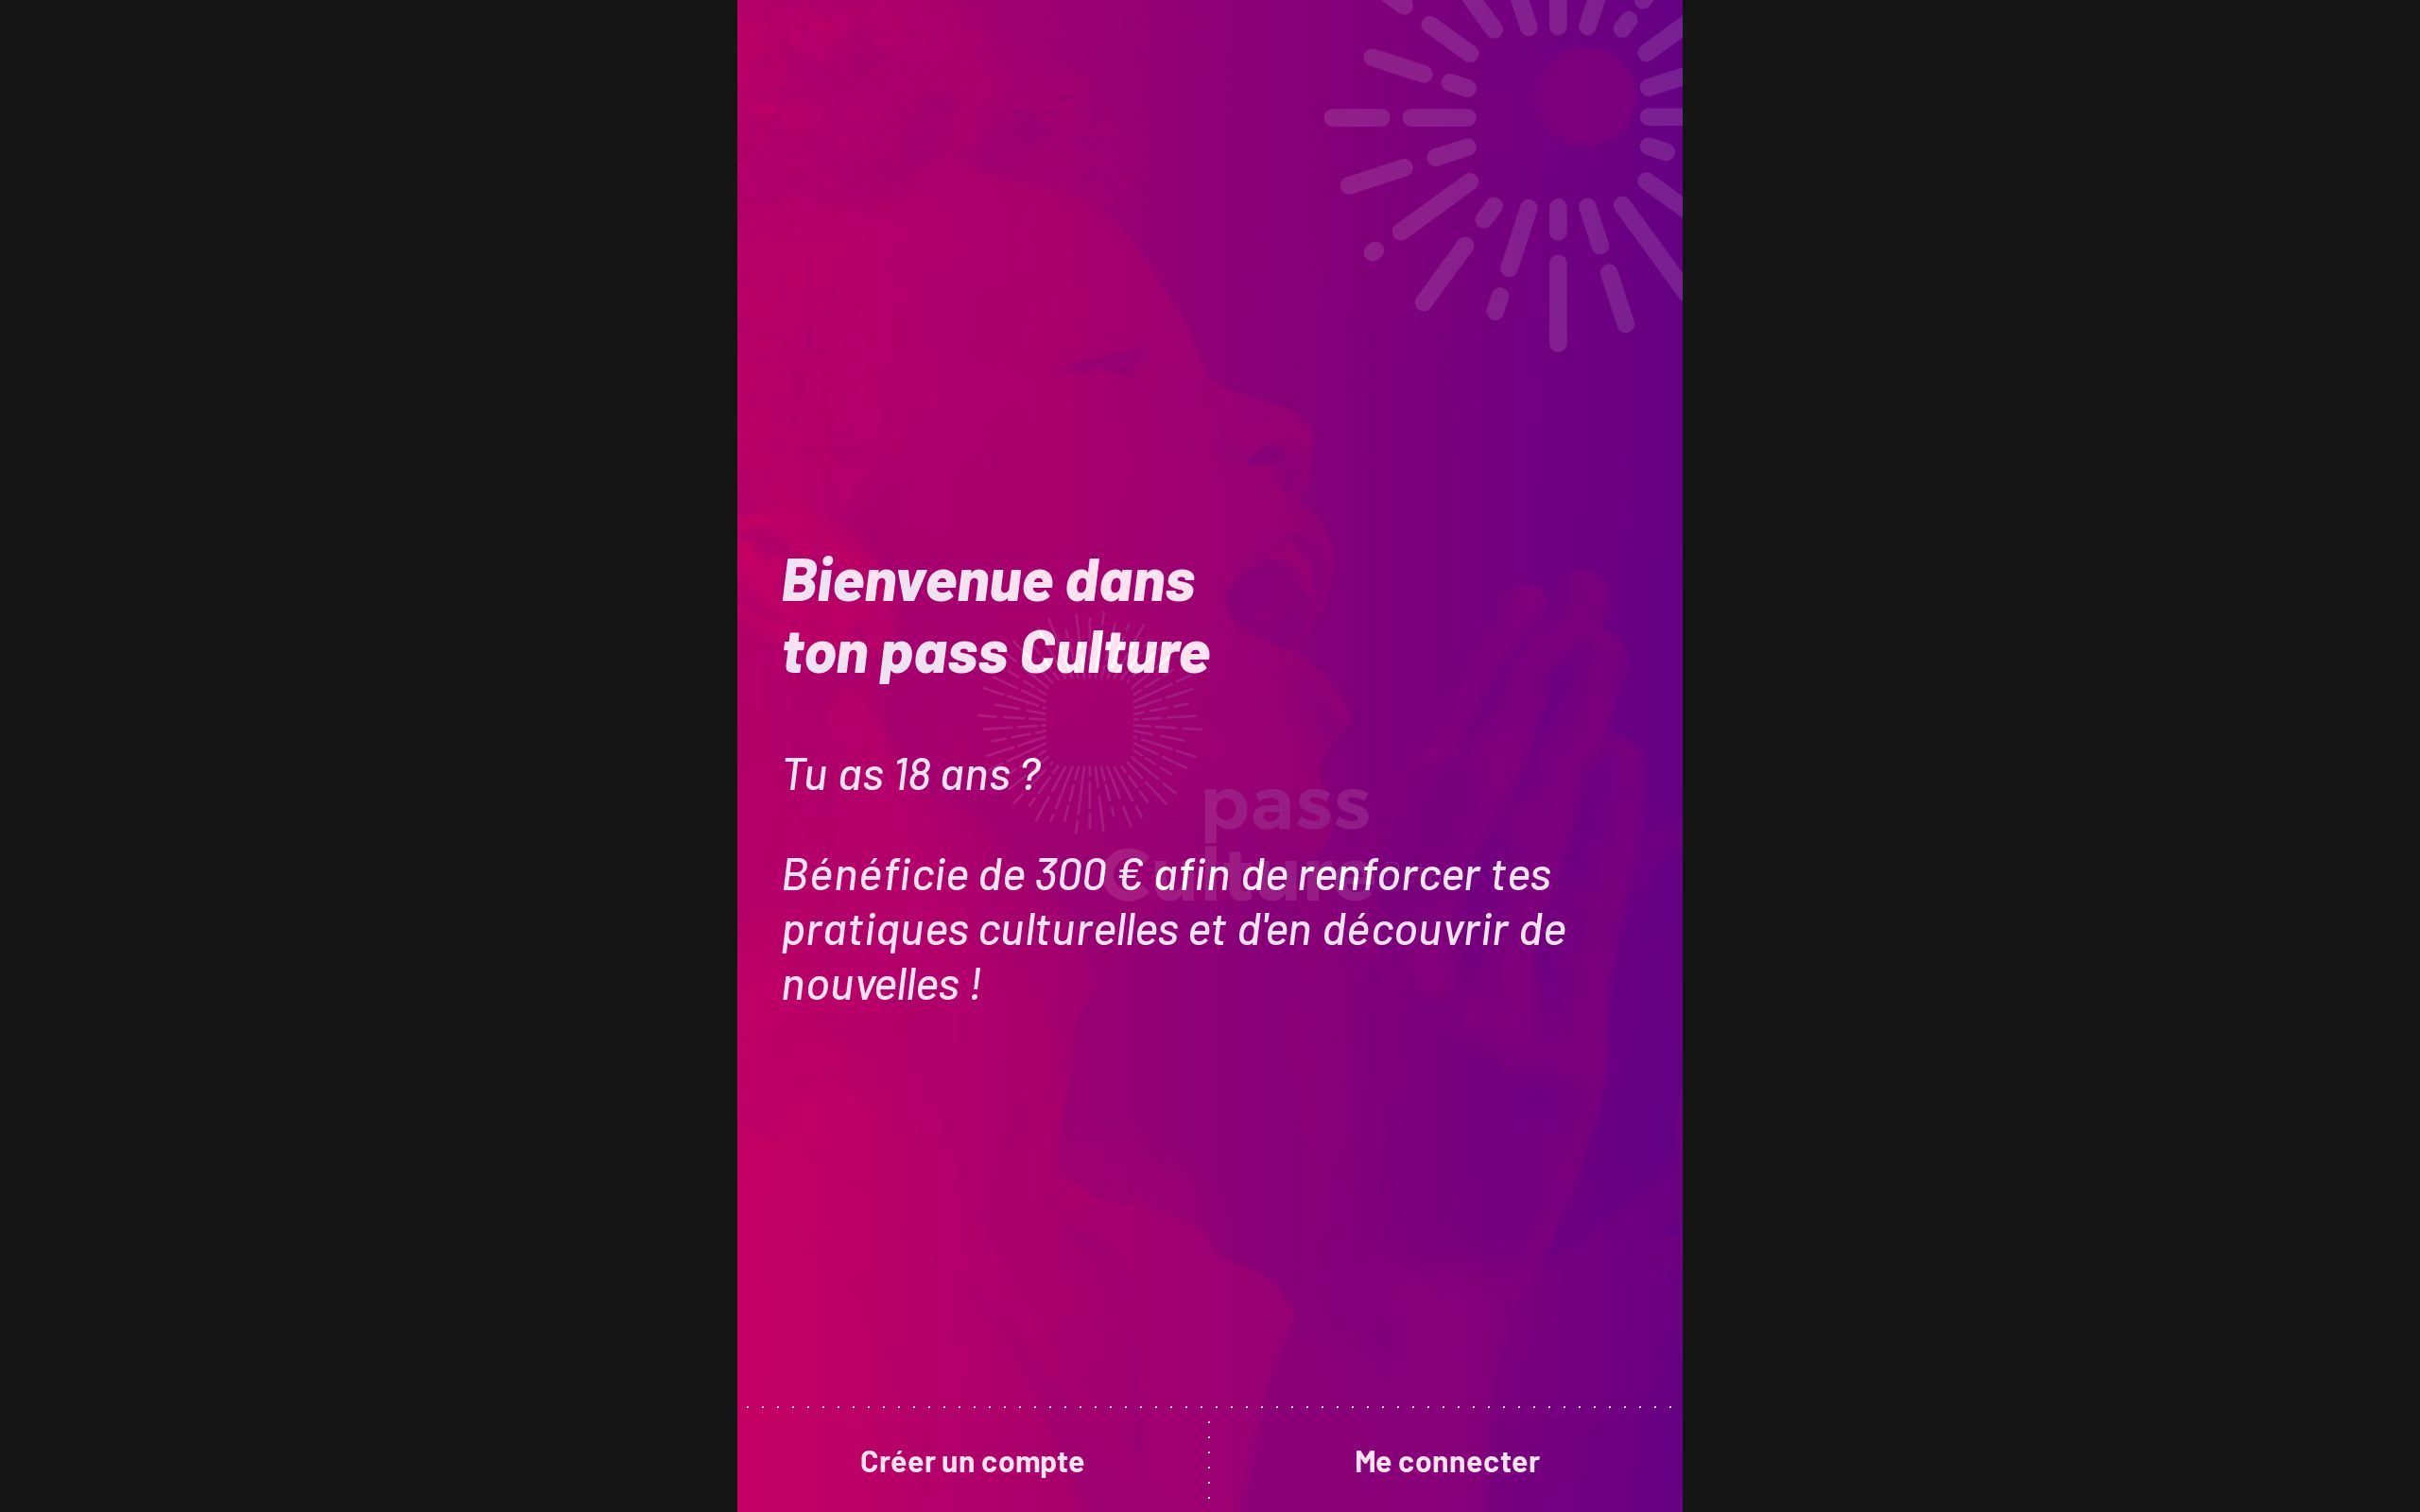 Bienvenue dans
ton pass Culture
Tu as 18 ans ?
pass
Culture
Bénéficie de 300 € afin de renforcer tes
pratiques culturelles et d'en découvrir de
nouvelles !
Créer un compte
Me connecter